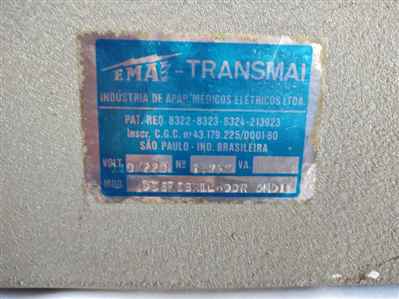 EMAI - TRANSMAI
INDÚSTRIA DE APAR. MÉDICOS ELÉTRICOS LTDA.
PAT. REQ. 8322-8323-8324-213923
Inscr. C.G.C. nº 43.179.225/0001-60
SÃO PAULO - IND. BRASILEIRA
VOLT. Nº VA.
MOD.